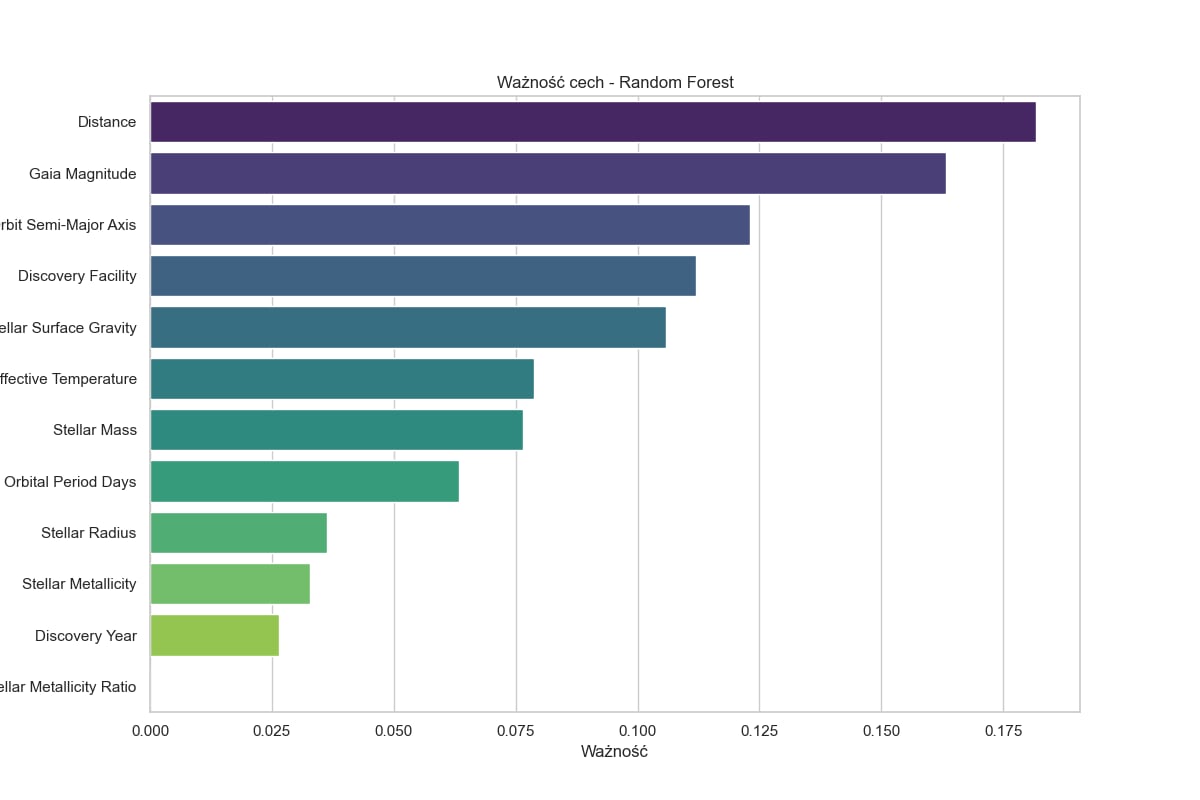 Ważność cech - Random Forest
Distance
Gaia Magnitude
rbit Semi-Major Axis
Discovery Facility
ellar Surface Gravity
ffective Temperature
Stellar Mass
Orbital Period Days
Stellar Radius
Stellar Metallicity
Discovery Year
ellar Metallicity Ratio
0.000 0.025 0.050 0.075 0.100 0.125 0.150 0.175
Ważność